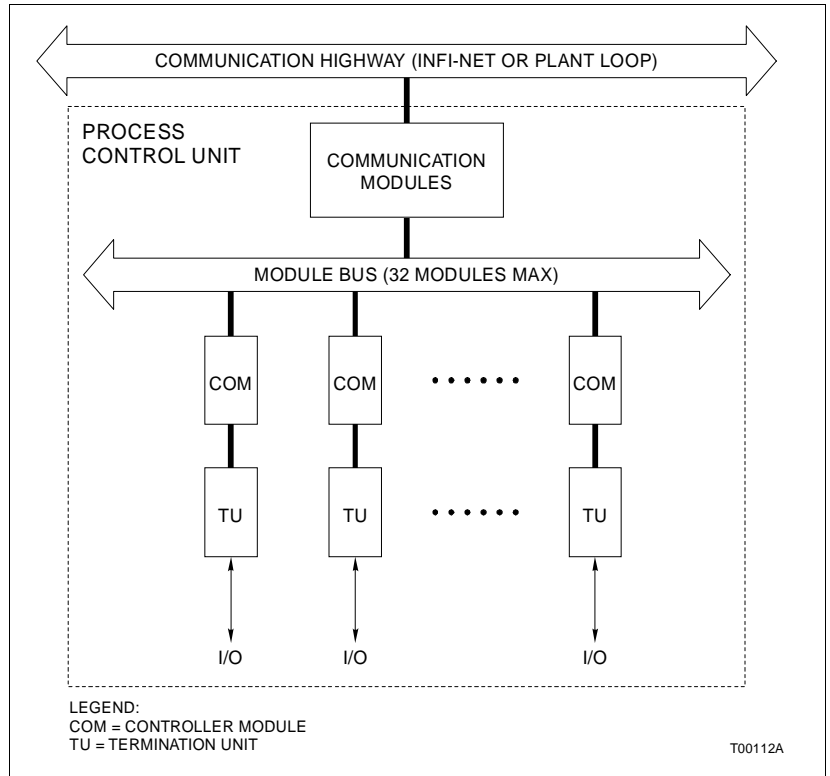 COMMUNICATION HIGHWAY (INFI-NET OR PLANT LOOP)
PROCESS
CONTROL UNIT
COMMUNICATION
MODULES
MODULE BUS (32 MODULES MAX)
COM COM COM
TU TU TU
I/O I/O I/O
LEGEND:
COM = CONTROLLER MODULE
TU = TERMINATION UNIT
T00112A